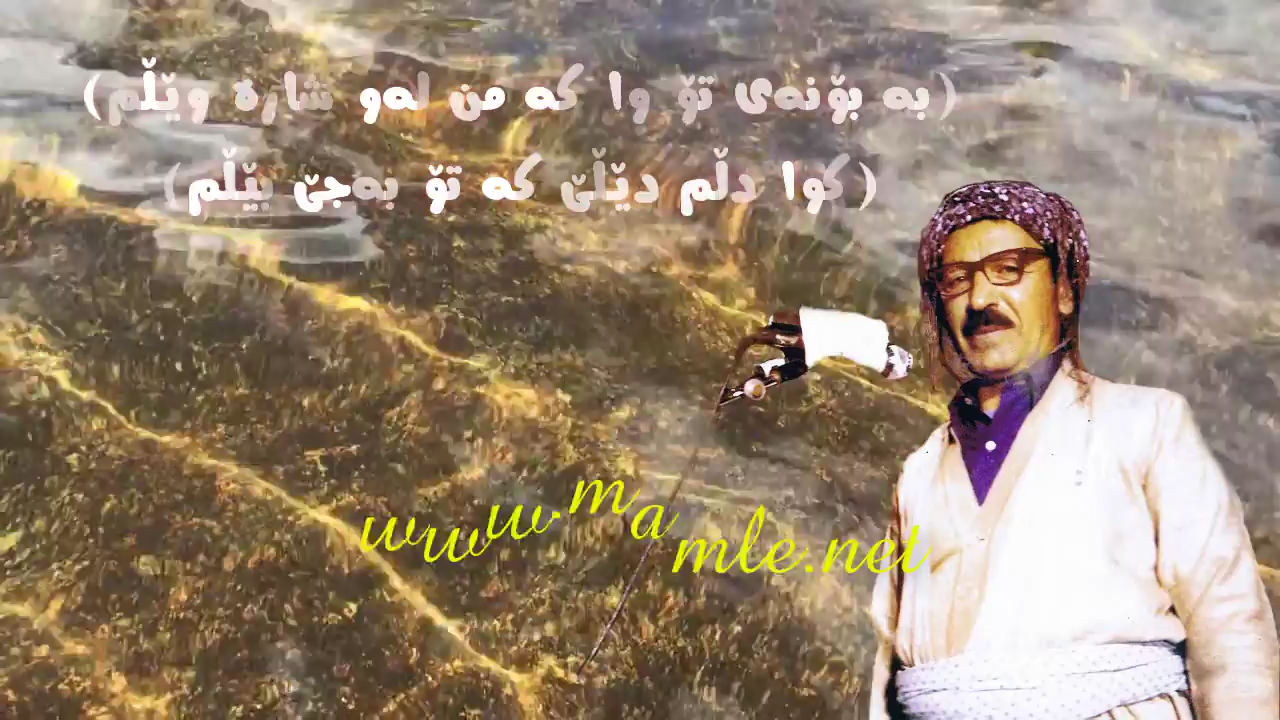 (بە بۆنەی تۆ وا کە من لەو شارە وێڵم)
(کوا دڵم دێڵێ کە تۆ بەجێ بێڵم)
www.mamle.net